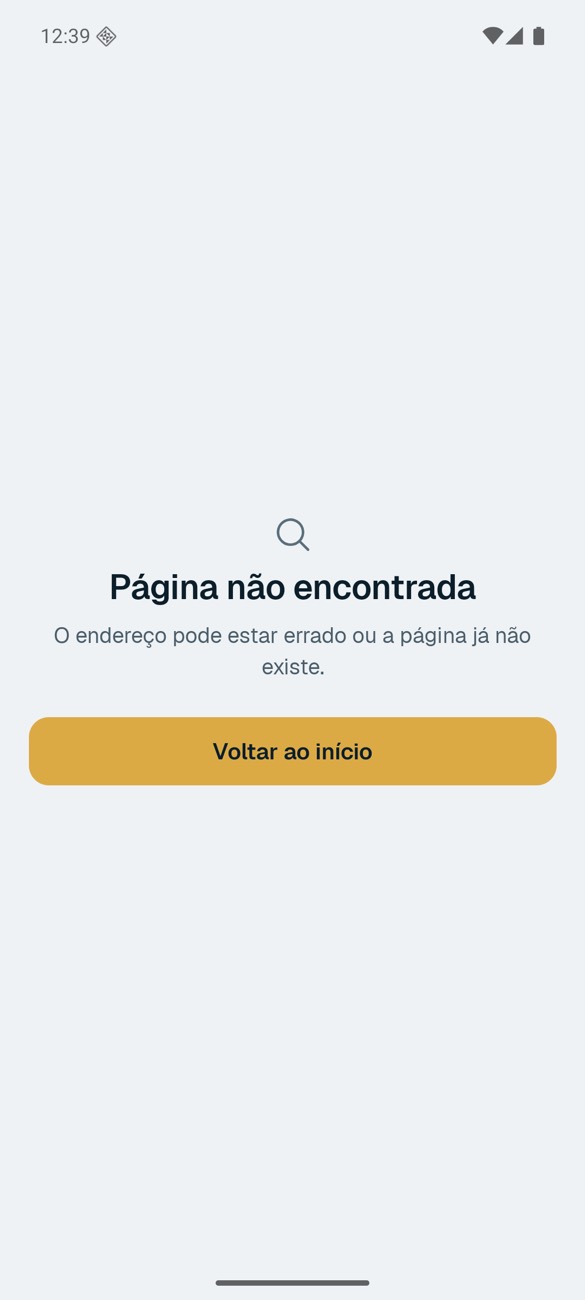 12:39
Página não encontrada
O endereço pode estar errado ou a página já não
existe.
Voltar ao início